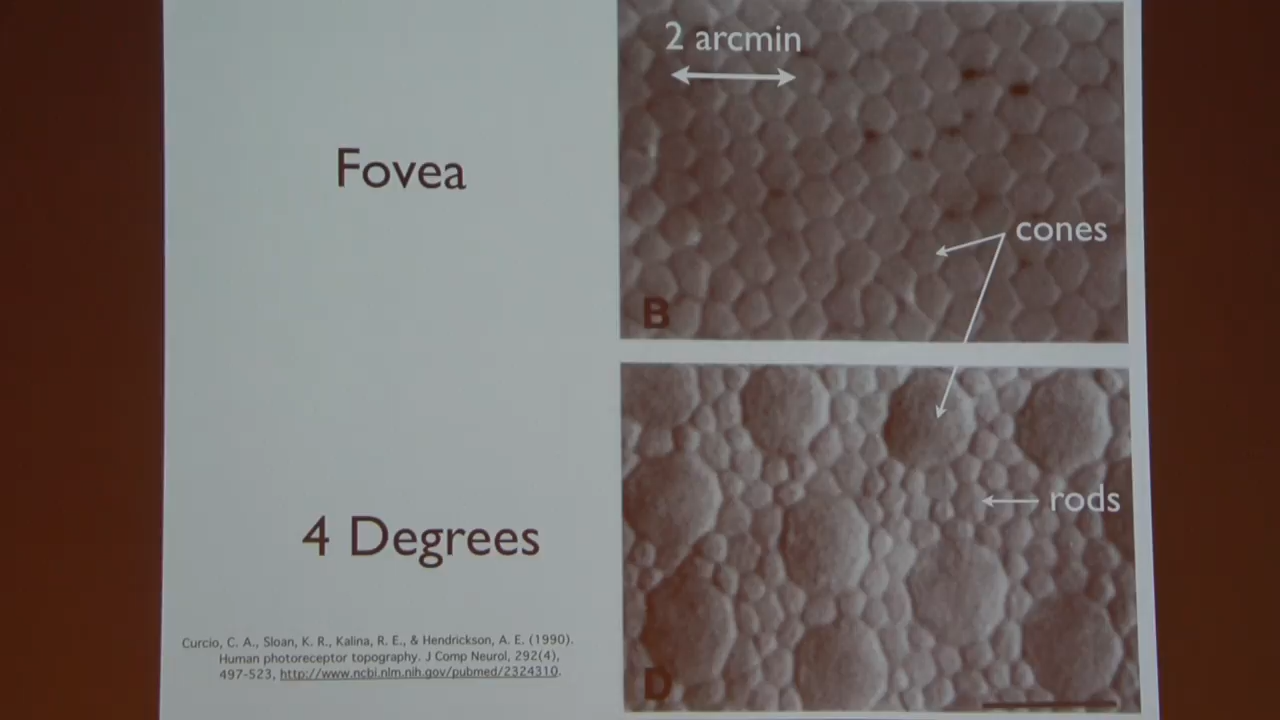 2 arcmin
Fovea
cones
B
rods
4 Degrees
Curcio, C. A., Sloan, K. R., Kalina, R. E., & Hendrickson, A. E. (1990).
Human photoreceptor topography. J Comp Neurol, 292(4),
497-523, http://www.ncbi.nlm.nih.gov/pubmed/2324310.
D